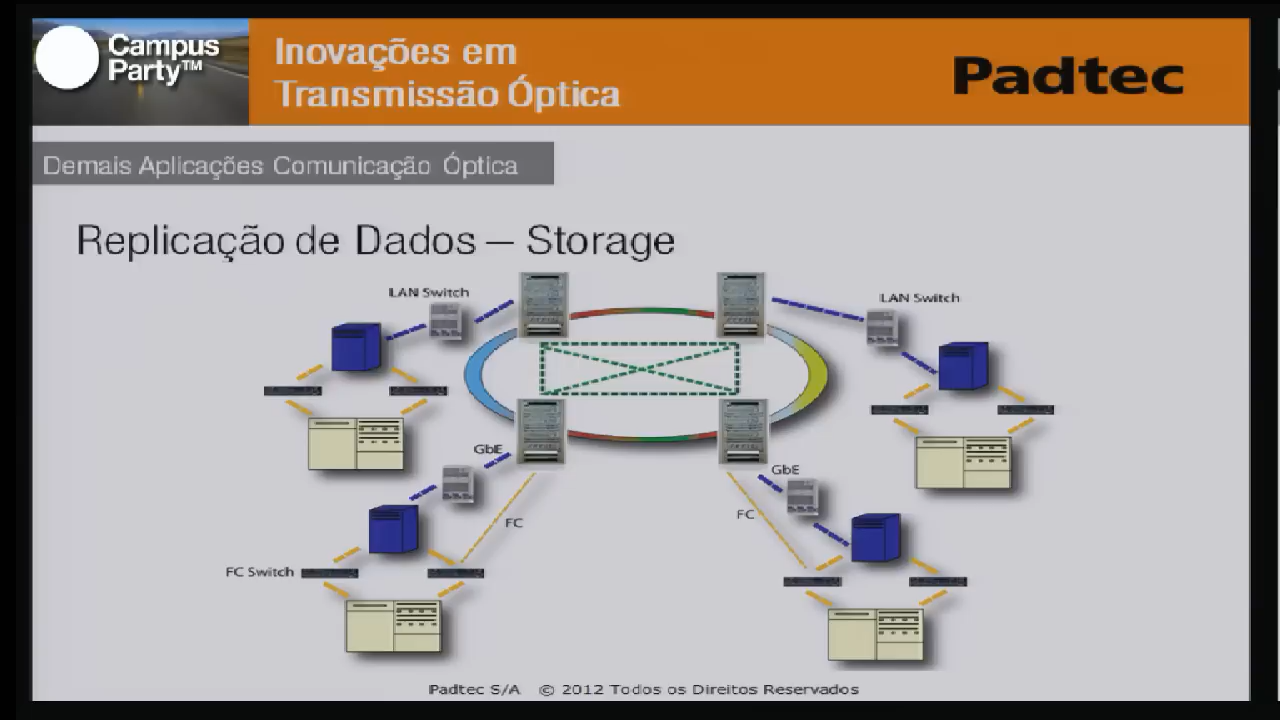 Campus
Party™
Inovações em
Transmissão Óptica
Padtec
Demais Aplicações Comunicação Óptica
Replicação de Dados – Storage
LAN Switch
LAN Switch
GbE
GbE
FC
FC
FC Switch
Padtec S/A © 2012 Todos os Direitos Reservados